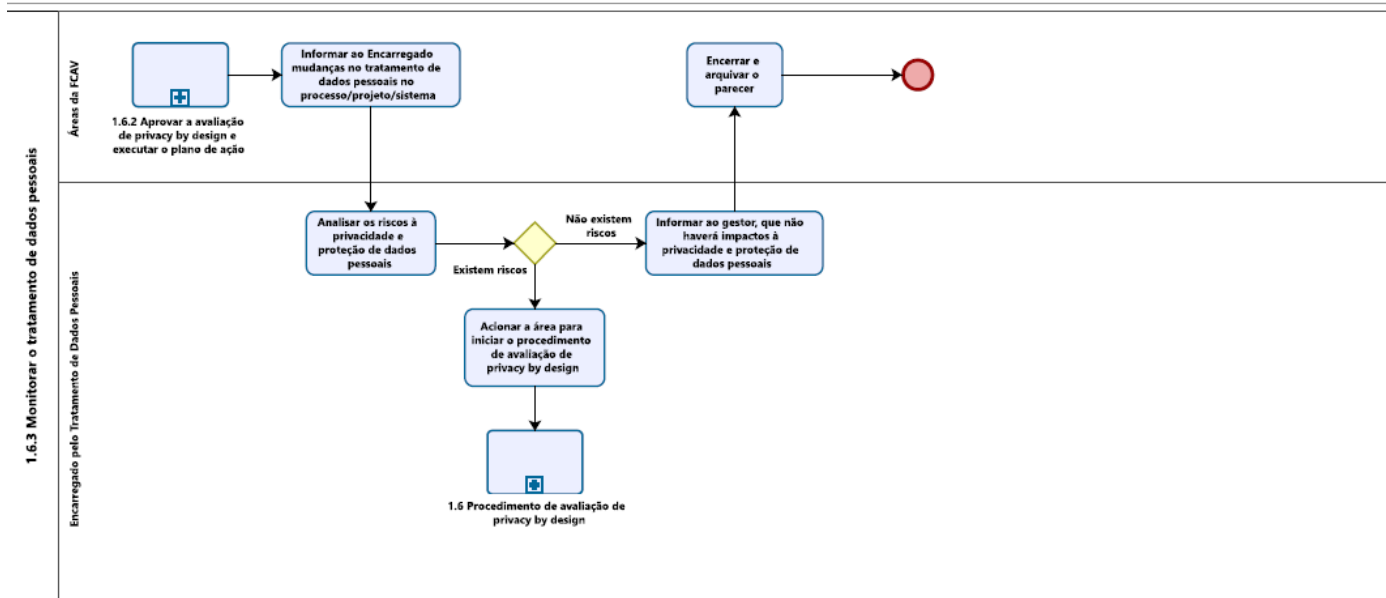 1.6.3 Monitorar o tratamento de dados pessoais
Áreas da FCAV
1.6.2 Aprovar a avaliação
de privacy by design e
executar o plano de ação
Informar ao Encarregado
mudanças no tratamento de
dados pessoais no
processo/projeto/sistema
Encerrar e
arquivar o
parecer
Encarregado pelo Tratamento de Dados Pessoais
Analisar os riscos à
privacidade e
proteção de dados
pessoais
Não existem
riscos
Existem riscos
Informar ao gestor, que não
haverá impactos à
privacidade e proteção de
dados pessoais
Acionar a área para
iniciar o procedimento
de avaliação de
privacy by design
1.6 Procedimento de avaliação de
privacy by design